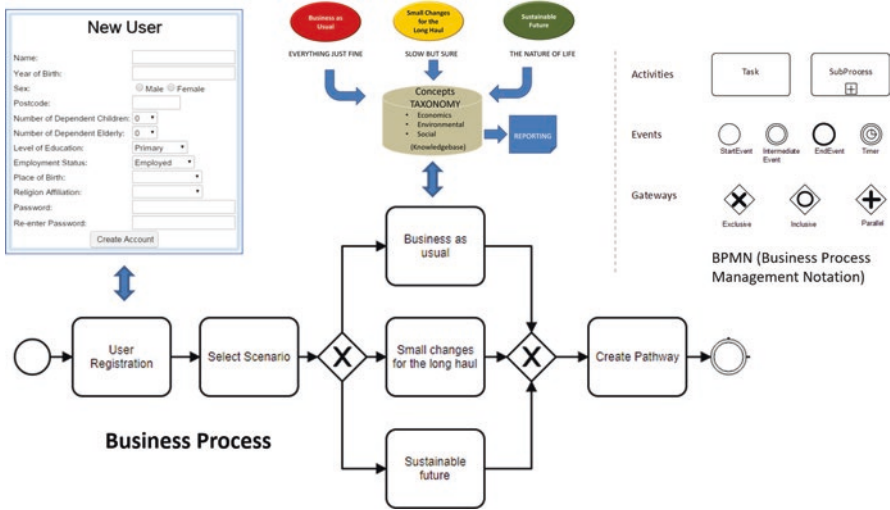 New User
Name:
Year of Birth:
Sex: Male Female
Postcode:
Number of Dependent Children: 0
Number of Dependent Elderly: 0
Level of Education: Primary
Employment Status: Employed
Place of Birth:
Religion Affiliation:
Password:
Re-enter Password:
Create Account
Business as
Usual
Small Changes
for the
Long Haul
Sustainable
Future
EVERYTHING JUST FINE
SLOW BUT SURE
THE NATURE OF LIFE
Concepts
TAXONOMY
• Economics
• Environmental
• Social
(Knowledgebase)
REPORTING
Activities
Task
SubProcess
Events
StartEvent
Intermediate
Event
EndEvent
Timer
Gateways
Exclusive
Inclusive
Parallel
BPMN (Business Process
Management Notation)
User
Registration
Select Scenario
X
Business as
usual
Small changes
for the long haul
Sustainable
future
X
Create Pathway
Business Process